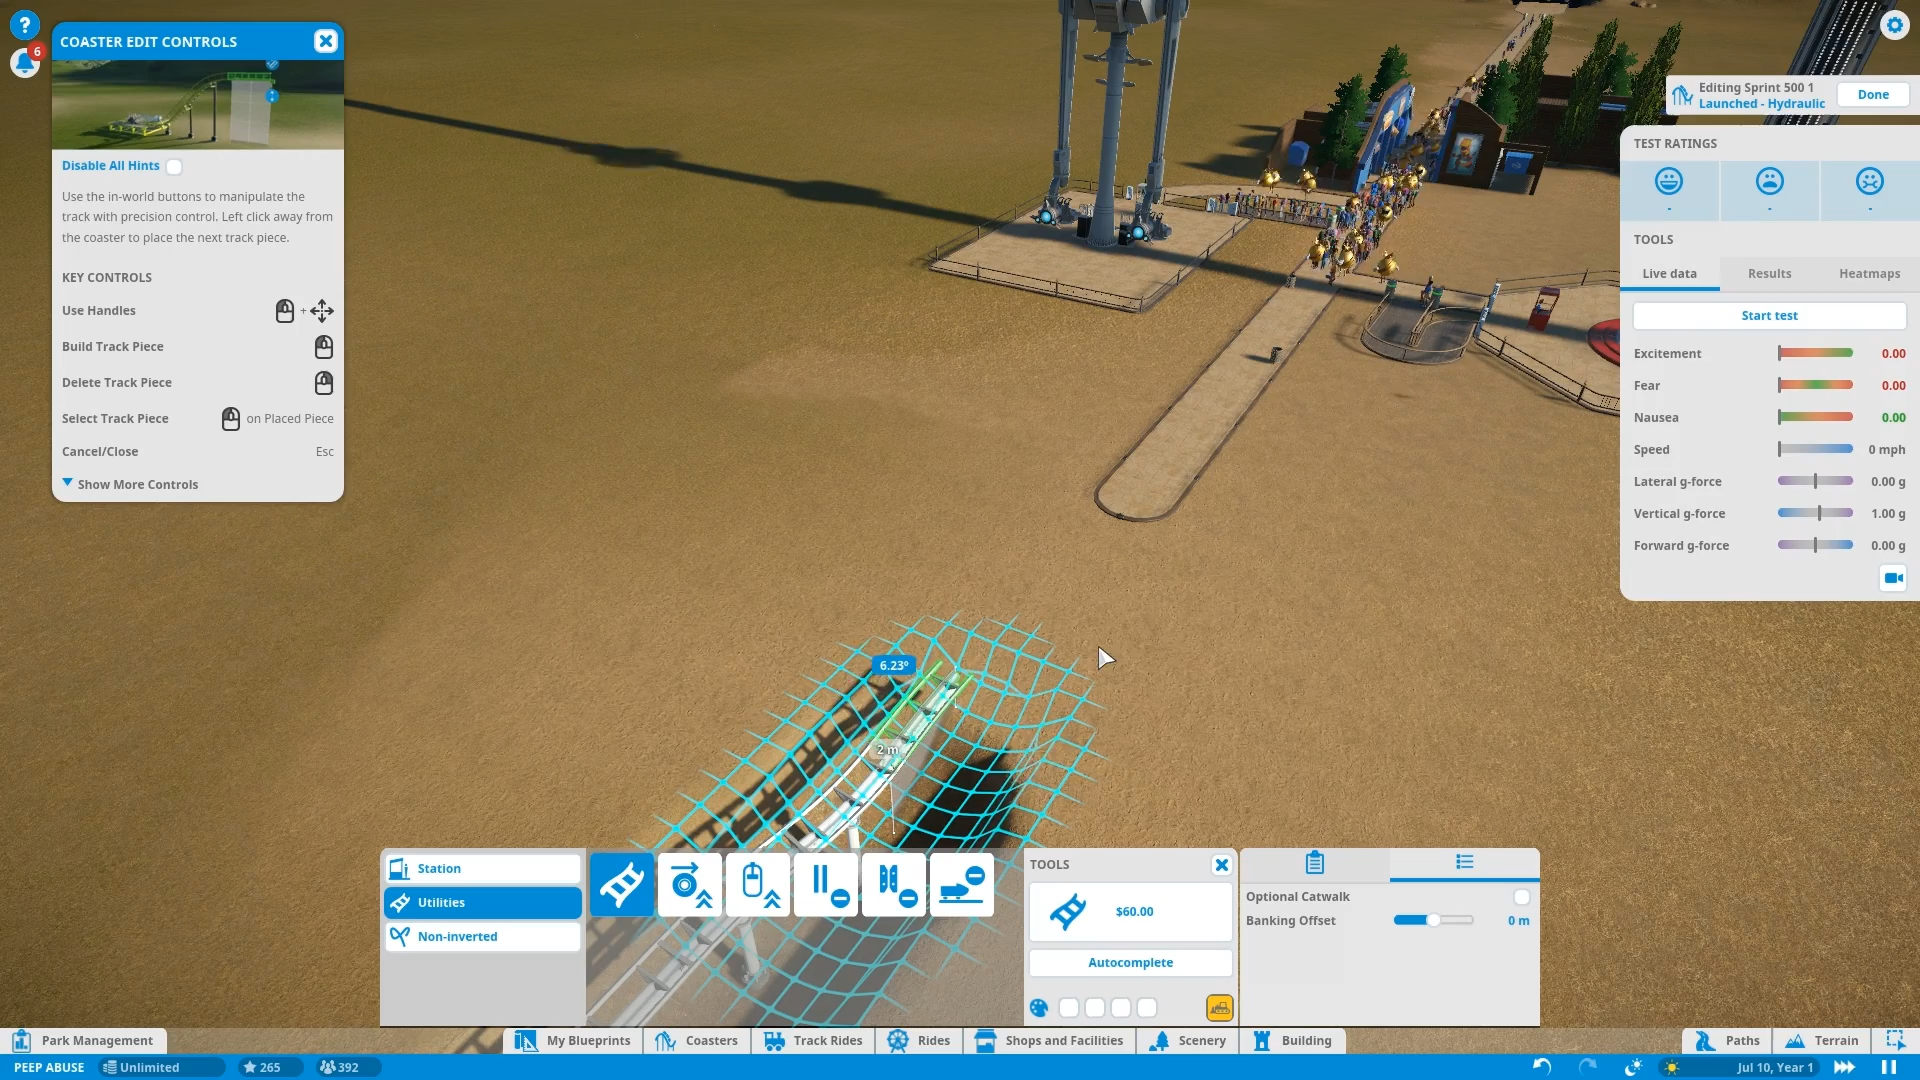 ?
6
COASTER EDIT CONTROLS
Disable All Hints
Use the in-world buttons to manipulate the
track with precision control. Left click away from
the coaster to place the next track piece.
KEY CONTROLS
Use Handles
+
Build Track Piece
Delete Track Piece
Select Track Piece on Placed Piece
Cancel/Close Esc
Show More Controls
Editing Sprint 500 1
Launched - Hydraulic
Done
TEST RATINGS
- - -
TOOLS
Live data Results Heatmaps
Start test
Excitement 0.00
Fear 0.00
Nausea 0.00
Speed 0 mph
Lateral g-force 0.00 g
Vertical g-force 1.00 g
Forward g-force 0.00 g
6.23°
2 m
Station
Utilities
Non-inverted
TOOLS
$60.00
Autocomplete
Optional Catwalk
Banking Offset 0 m
Park Management
My Blueprints
Coasters
Track Rides
Rides
Shops and Facilities
Scenery
Building
Paths
Terrain
PEEP ABUSE
Unlimited
265
392
Jul 10, Year 1